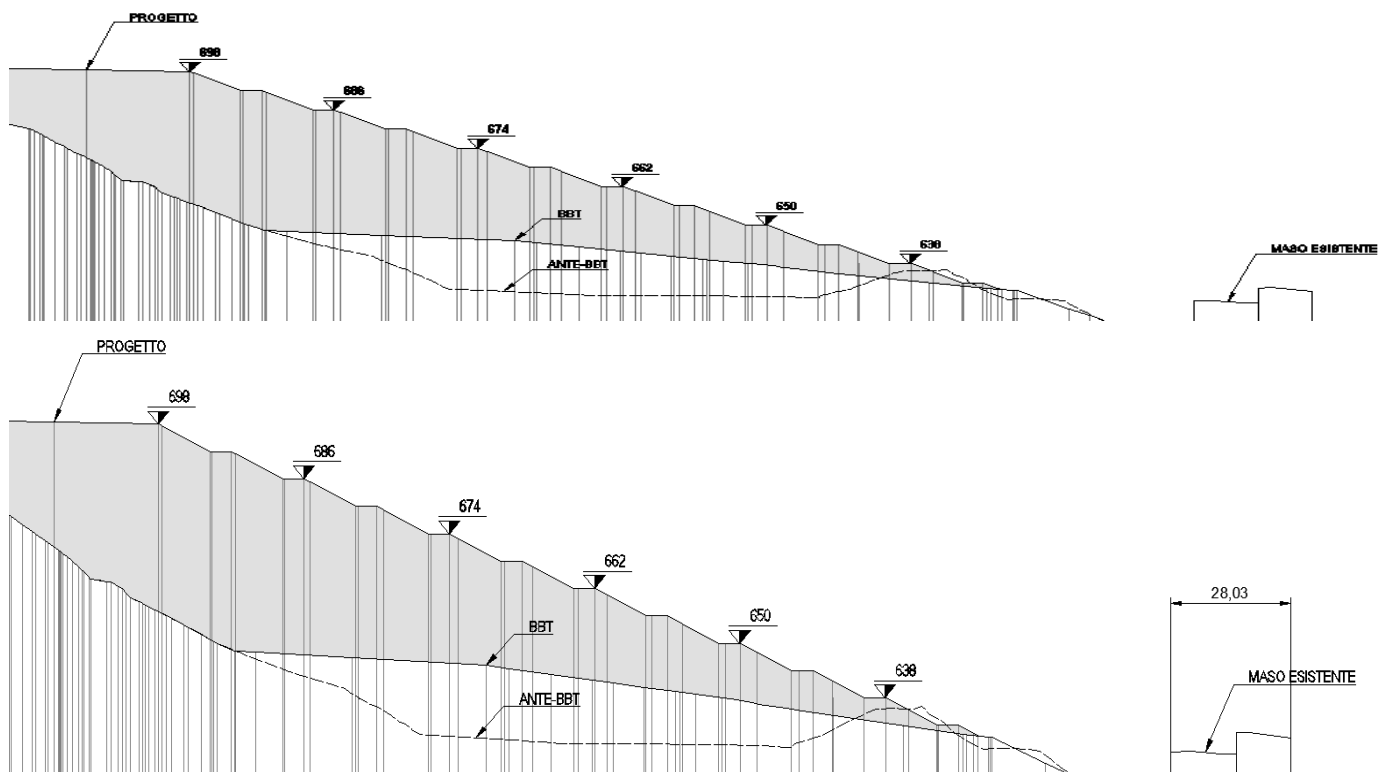 PROGETTO
698
686
674
662
650
638
BBT
ANTE-BBT
MASO ESISTENTE
PROGETTO
698
686
674
662
650
638
BBT
ANTE-BBT
28,03
MASO ESISTENTE